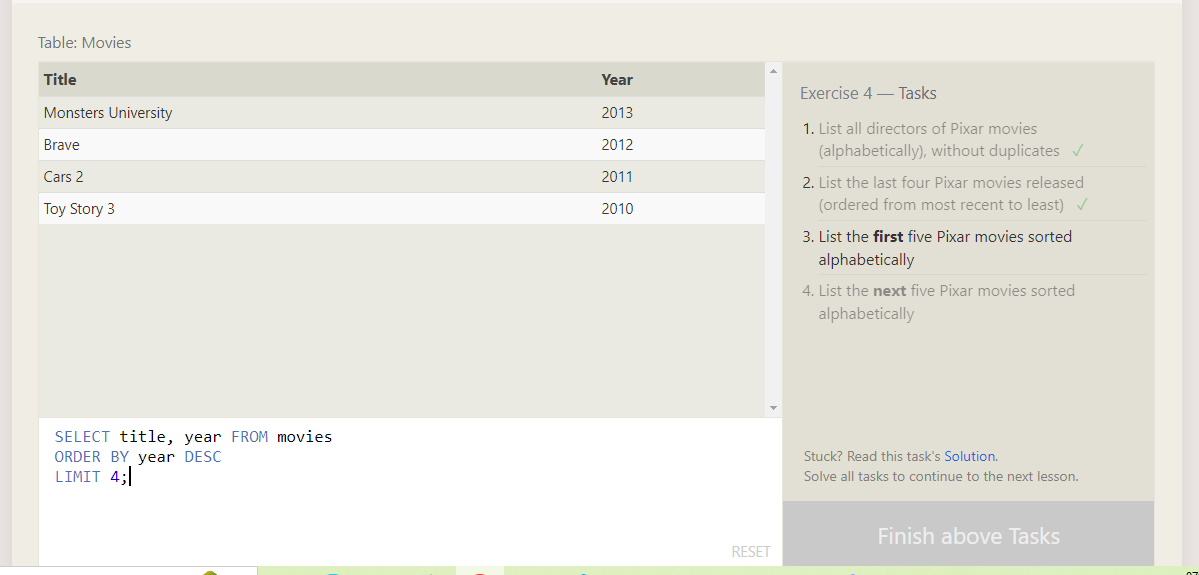 Table: Movies
Title Year
Monsters University 2013
Brave 2012
Cars 2 2011
Toy Story 3 2010
SELECT title, year FROM movies
ORDER BY year DESC
LIMIT 4;
RESET
Exercise 4 — Tasks
1. List all directors of Pixar movies
(alphabetically), without duplicates ✓
2. List the last four Pixar movies released
(ordered from most recent to least) ✓
3. List the first five Pixar movies sorted
alphabetically
4. List the next five Pixar movies sorted
alphabetically
Stuck? Read this task's Solution.
Solve all tasks to continue to the next lesson.
Finish above Tasks